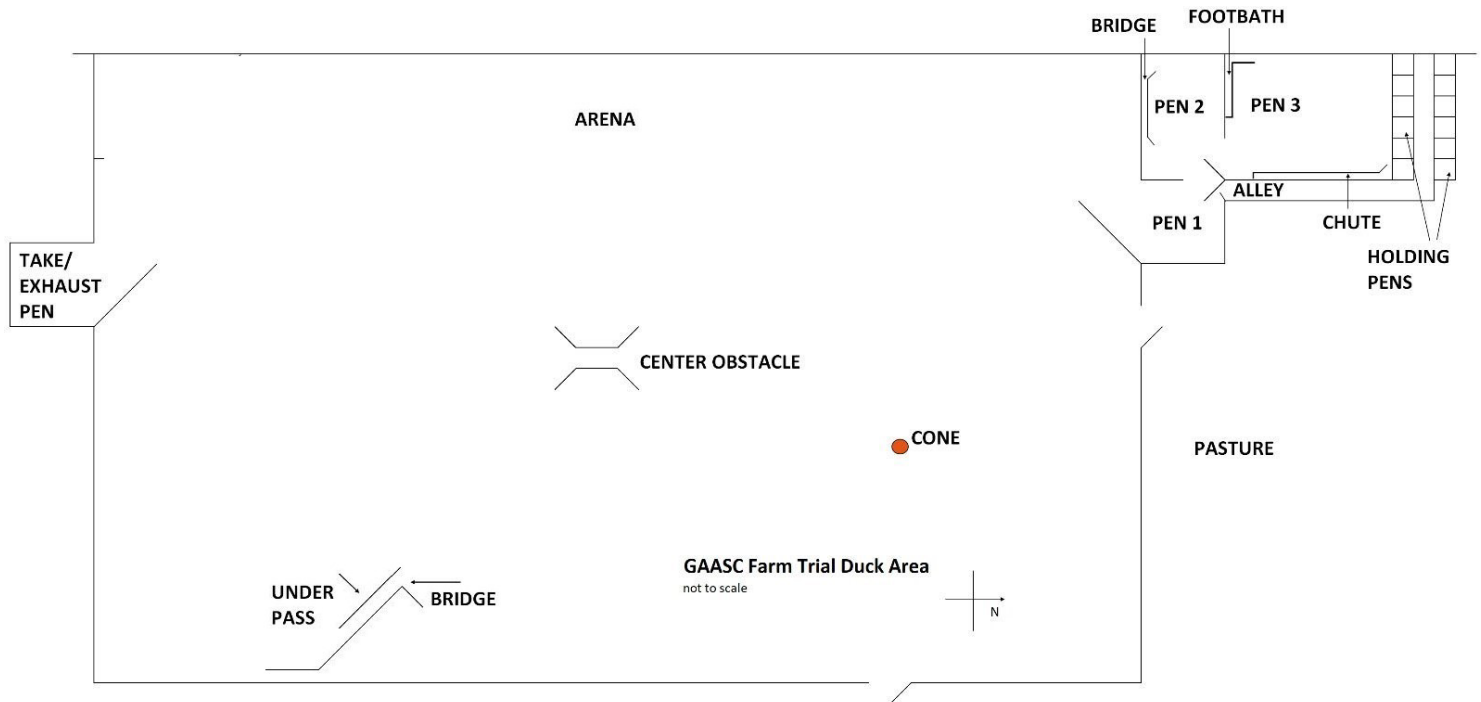 BRIDGE
FOOTBATH
ARENA
PEN 2
PEN 3
ALLEY
PEN 1
CHUTE
HOLDING
PENS
TAKE/
EXHAUST
PEN
CENTER OBSTACLE
CONE
PASTURE
GAASC Farm Trial Duck Area
not to scale
N
UNDER
PASS
BRIDGE